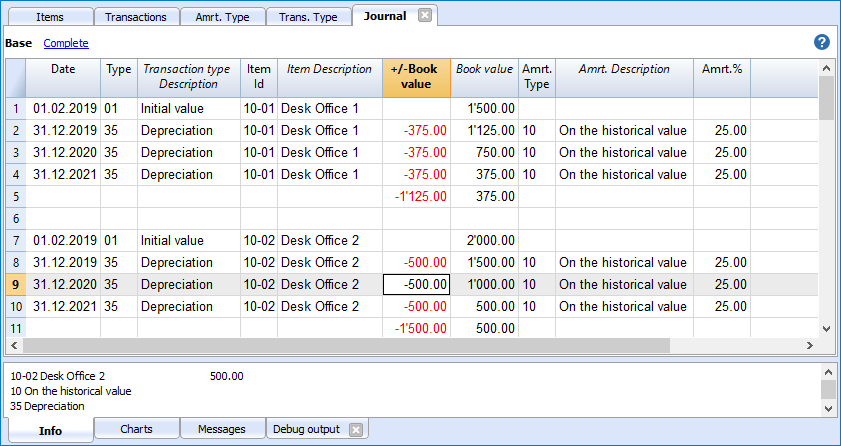 Items Transactions Amrt. Type Trans. Type Journal
Base Complete
Date Type Transaction type Description Item Id Item Description +/-Book value Book value Amrt. Type Amrt. Description Amrt.%
1 01.02.2019 01 Initial value 10-01 Desk Office 1 1'500.00
2 31.12.2019 35 Depreciation 10-01 Desk Office 1 -375.00 1'125.00 10 On the historical value 25.00
3 31.12.2020 35 Depreciation 10-01 Desk Office 1 -375.00 750.00 10 On the historical value 25.00
4 31.12.2021 35 Depreciation 10-01 Desk Office 1 -375.00 375.00 10 On the historical value 25.00
5 -1'125.00 375.00
6
7 01.02.2019 01 Initial value 10-02 Desk Office 2 2'000.00
8 31.12.2019 35 Depreciation 10-02 Desk Office 2 -500.00 1'500.00 10 On the historical value 25.00
9 31.12.2020 35 Depreciation 10-02 Desk Office 2 -500.00 1'000.00 10 On the historical value 25.00
10 31.12.2021 35 Depreciation 10-02 Desk Office 2 -500.00 500.00 10 On the historical value 25.00
11 -1'500.00 500.00
10-02 Desk Office 2 500.00
10 On the historical value
35 Depreciation
Info Charts Messages Debug output